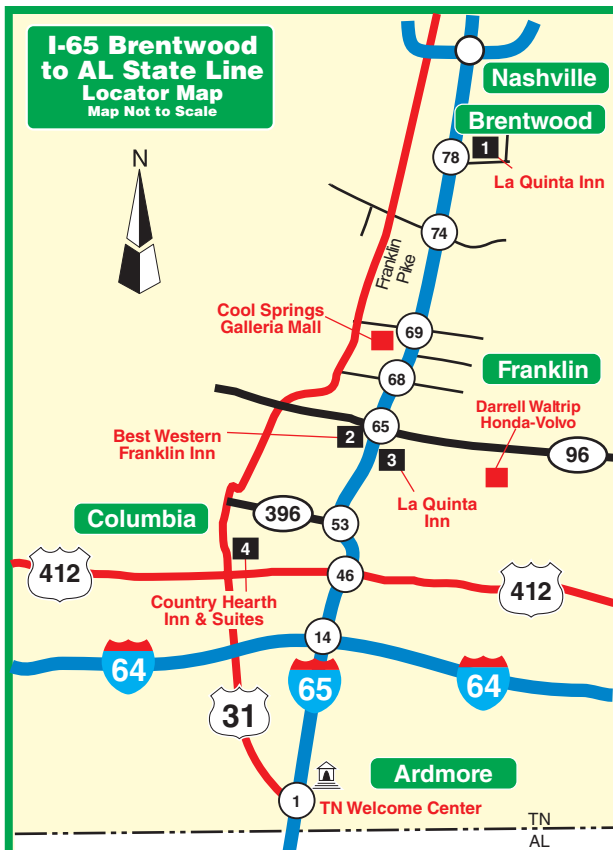 I-65 Brentwood
to AL State Line
Locator Map
Map Not to Scale
Nashville
Brentwood
1
78
La Quinta Inn
N
74
Franklin
Pike
Cool Springs
Galleria Mall
69
68
Franklin
Darrell Waltrip
Honda-Volvo
65
2
Best Western
Franklin Inn
3
96
La Quinta
Inn
396
53
Columbia
4
412
46
412
Country Hearth
Inn & Suites
14
64
65
64
31
Ardmore
1
TN Welcome Center
TN
AL